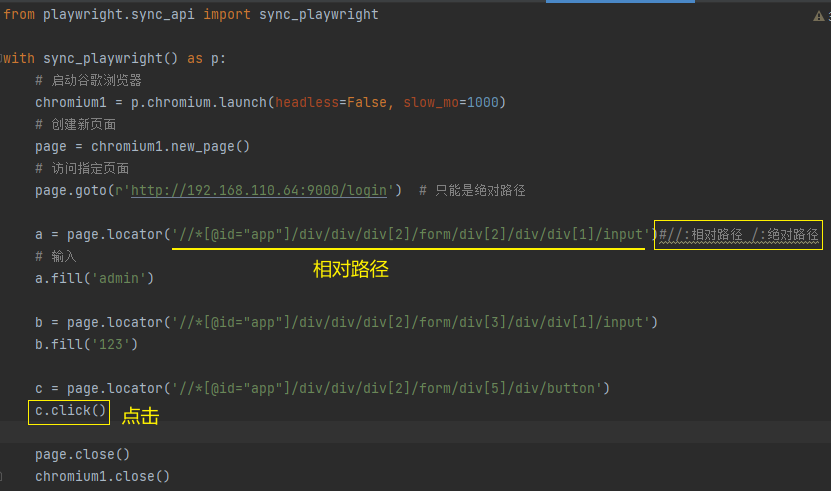 from playwright.sync_api import sync_playwright
with sync_playwright() as p:
# 启动谷歌浏览器
chromium1 = p.chromium.launch(headless=False, slow_mo=1000)
# 创建新页面
page = chromium1.new_page()
# 访问指定页面
page.goto(r'http://192.168.110.64:9000/login')  # 只能是绝对路径
a = page.locator('//*[@id="app"]/div/div/div[2]/form/div[2]/div/div[1]/input')#//:相对路径 /:绝对路径
# 输入
相对路径
a.fill('admin')
b = page.locator('//*[@id="app"]/div/div/div[2]/form/div[3]/div/div[1]/input')
b.fill('123')
c = page.locator('//*[@id="app"]/div/div/div[2]/form/div[5]/div/button')
c.click() 点击
page.close()
chromium1.close()